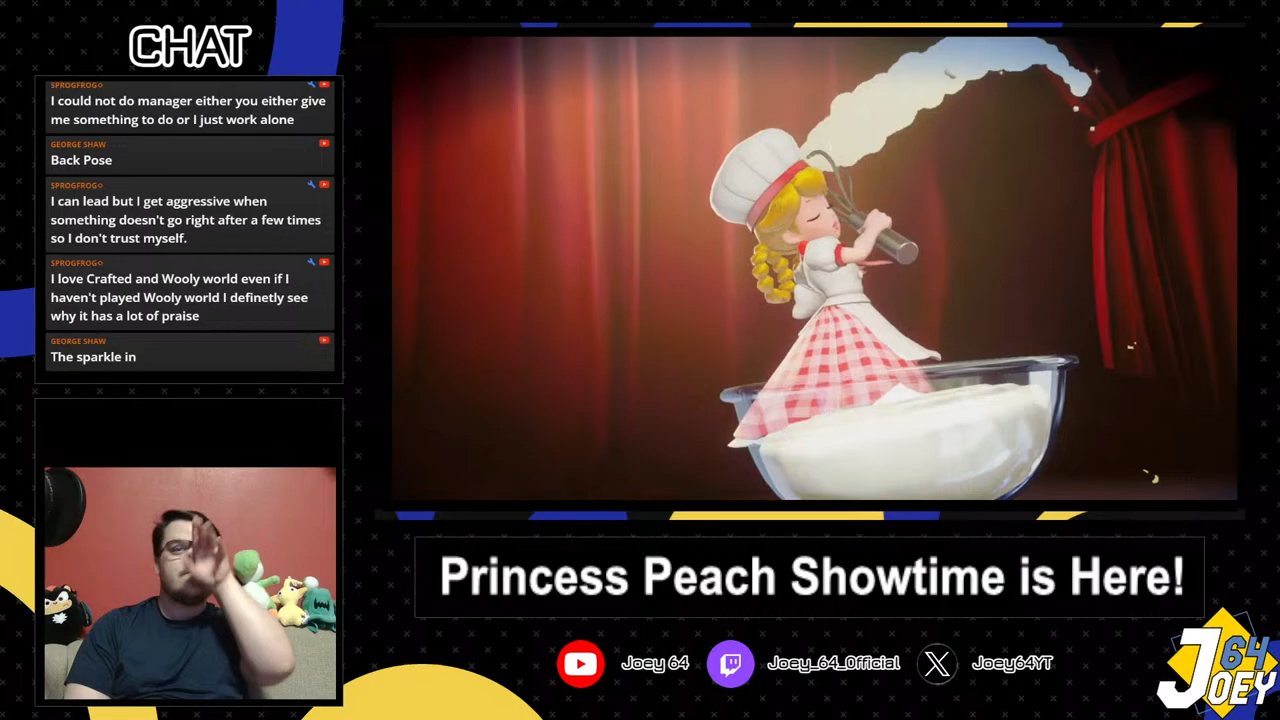 CHAT
SPROGFROG
I could not do manager either you either give
me something to do or I just work alone
GEORGE SHAW
Back Pose
SPROGFROG
I can lead but I get aggressive when
something doesn't go right after a few times
so I don't trust myself.
SPROGFROG
I love Crafted and Wooly world even if I
haven't played Wooly world I definetly see
why it has a lot of praise
GEORGE SHAW
The sparkle in
Princess Peach Showtime is Here!
Joey 64
Joey_64_Official
Joey64YT
JOEY 64